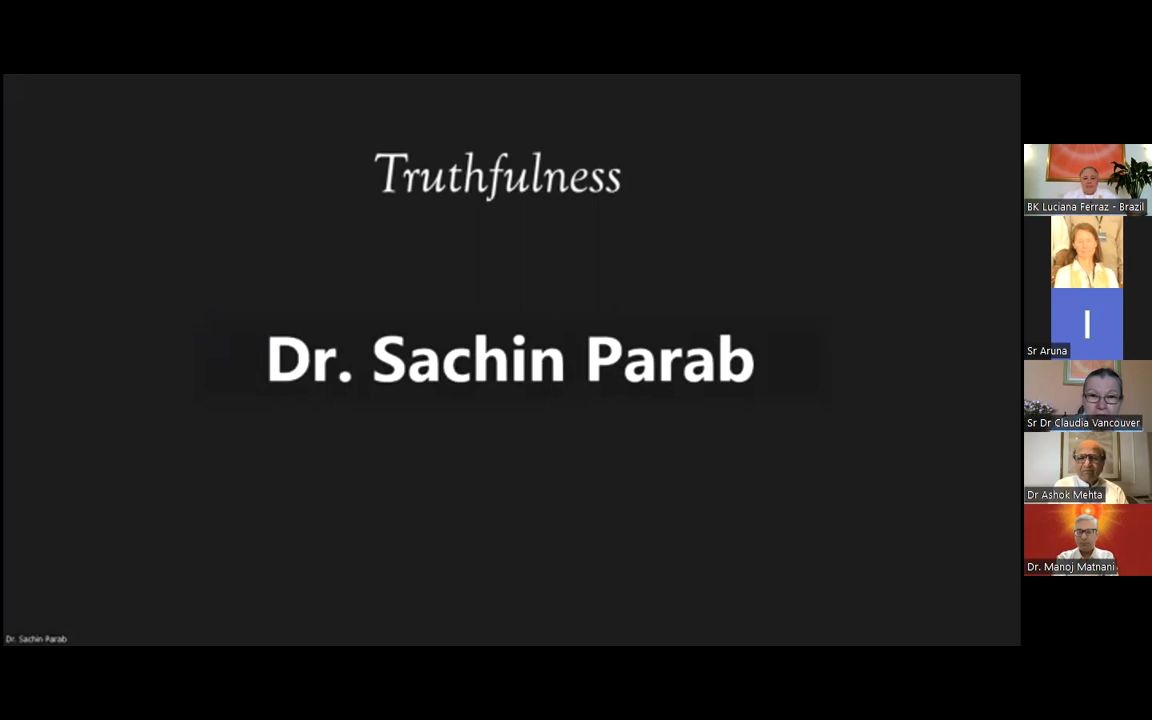 Truthfulness
Dr. Sachin Parab
Dr. Sachin Parab
BK Luciana Ferraz - Brazil
I
Sr Aruna
Sr Dr Claudia Vancouver
Dr Ashok Mehta
Dr. Manoj Matnani